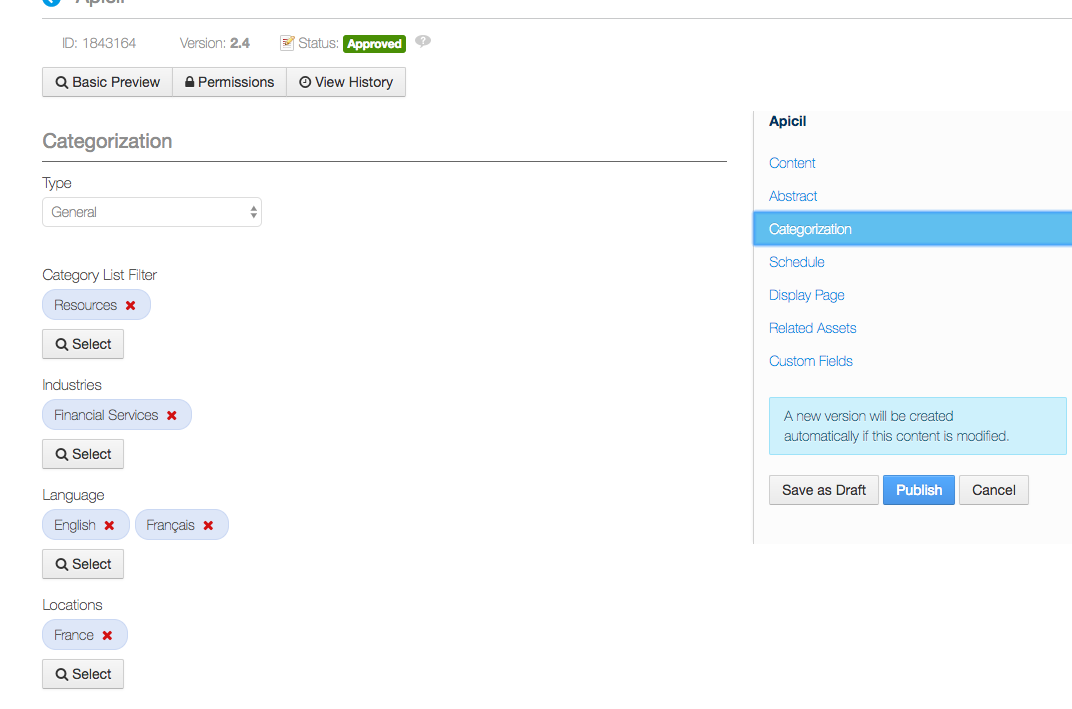 Apicil
ID: 1843164 Version: 2.4 Status: Approved ?
Basic Preview Permissions View History
Categorization
Type
General
Category List Filter
Resources
Select
Industries
Financial Services
Select
Language
English Français
Select
Locations
France
Select
Apicil
Content
Abstract
Categorization
Schedule
Display Page
Related Assets
Custom Fields
A new version will be created
automatically if this content is modified.
Save as Draft Publish Cancel